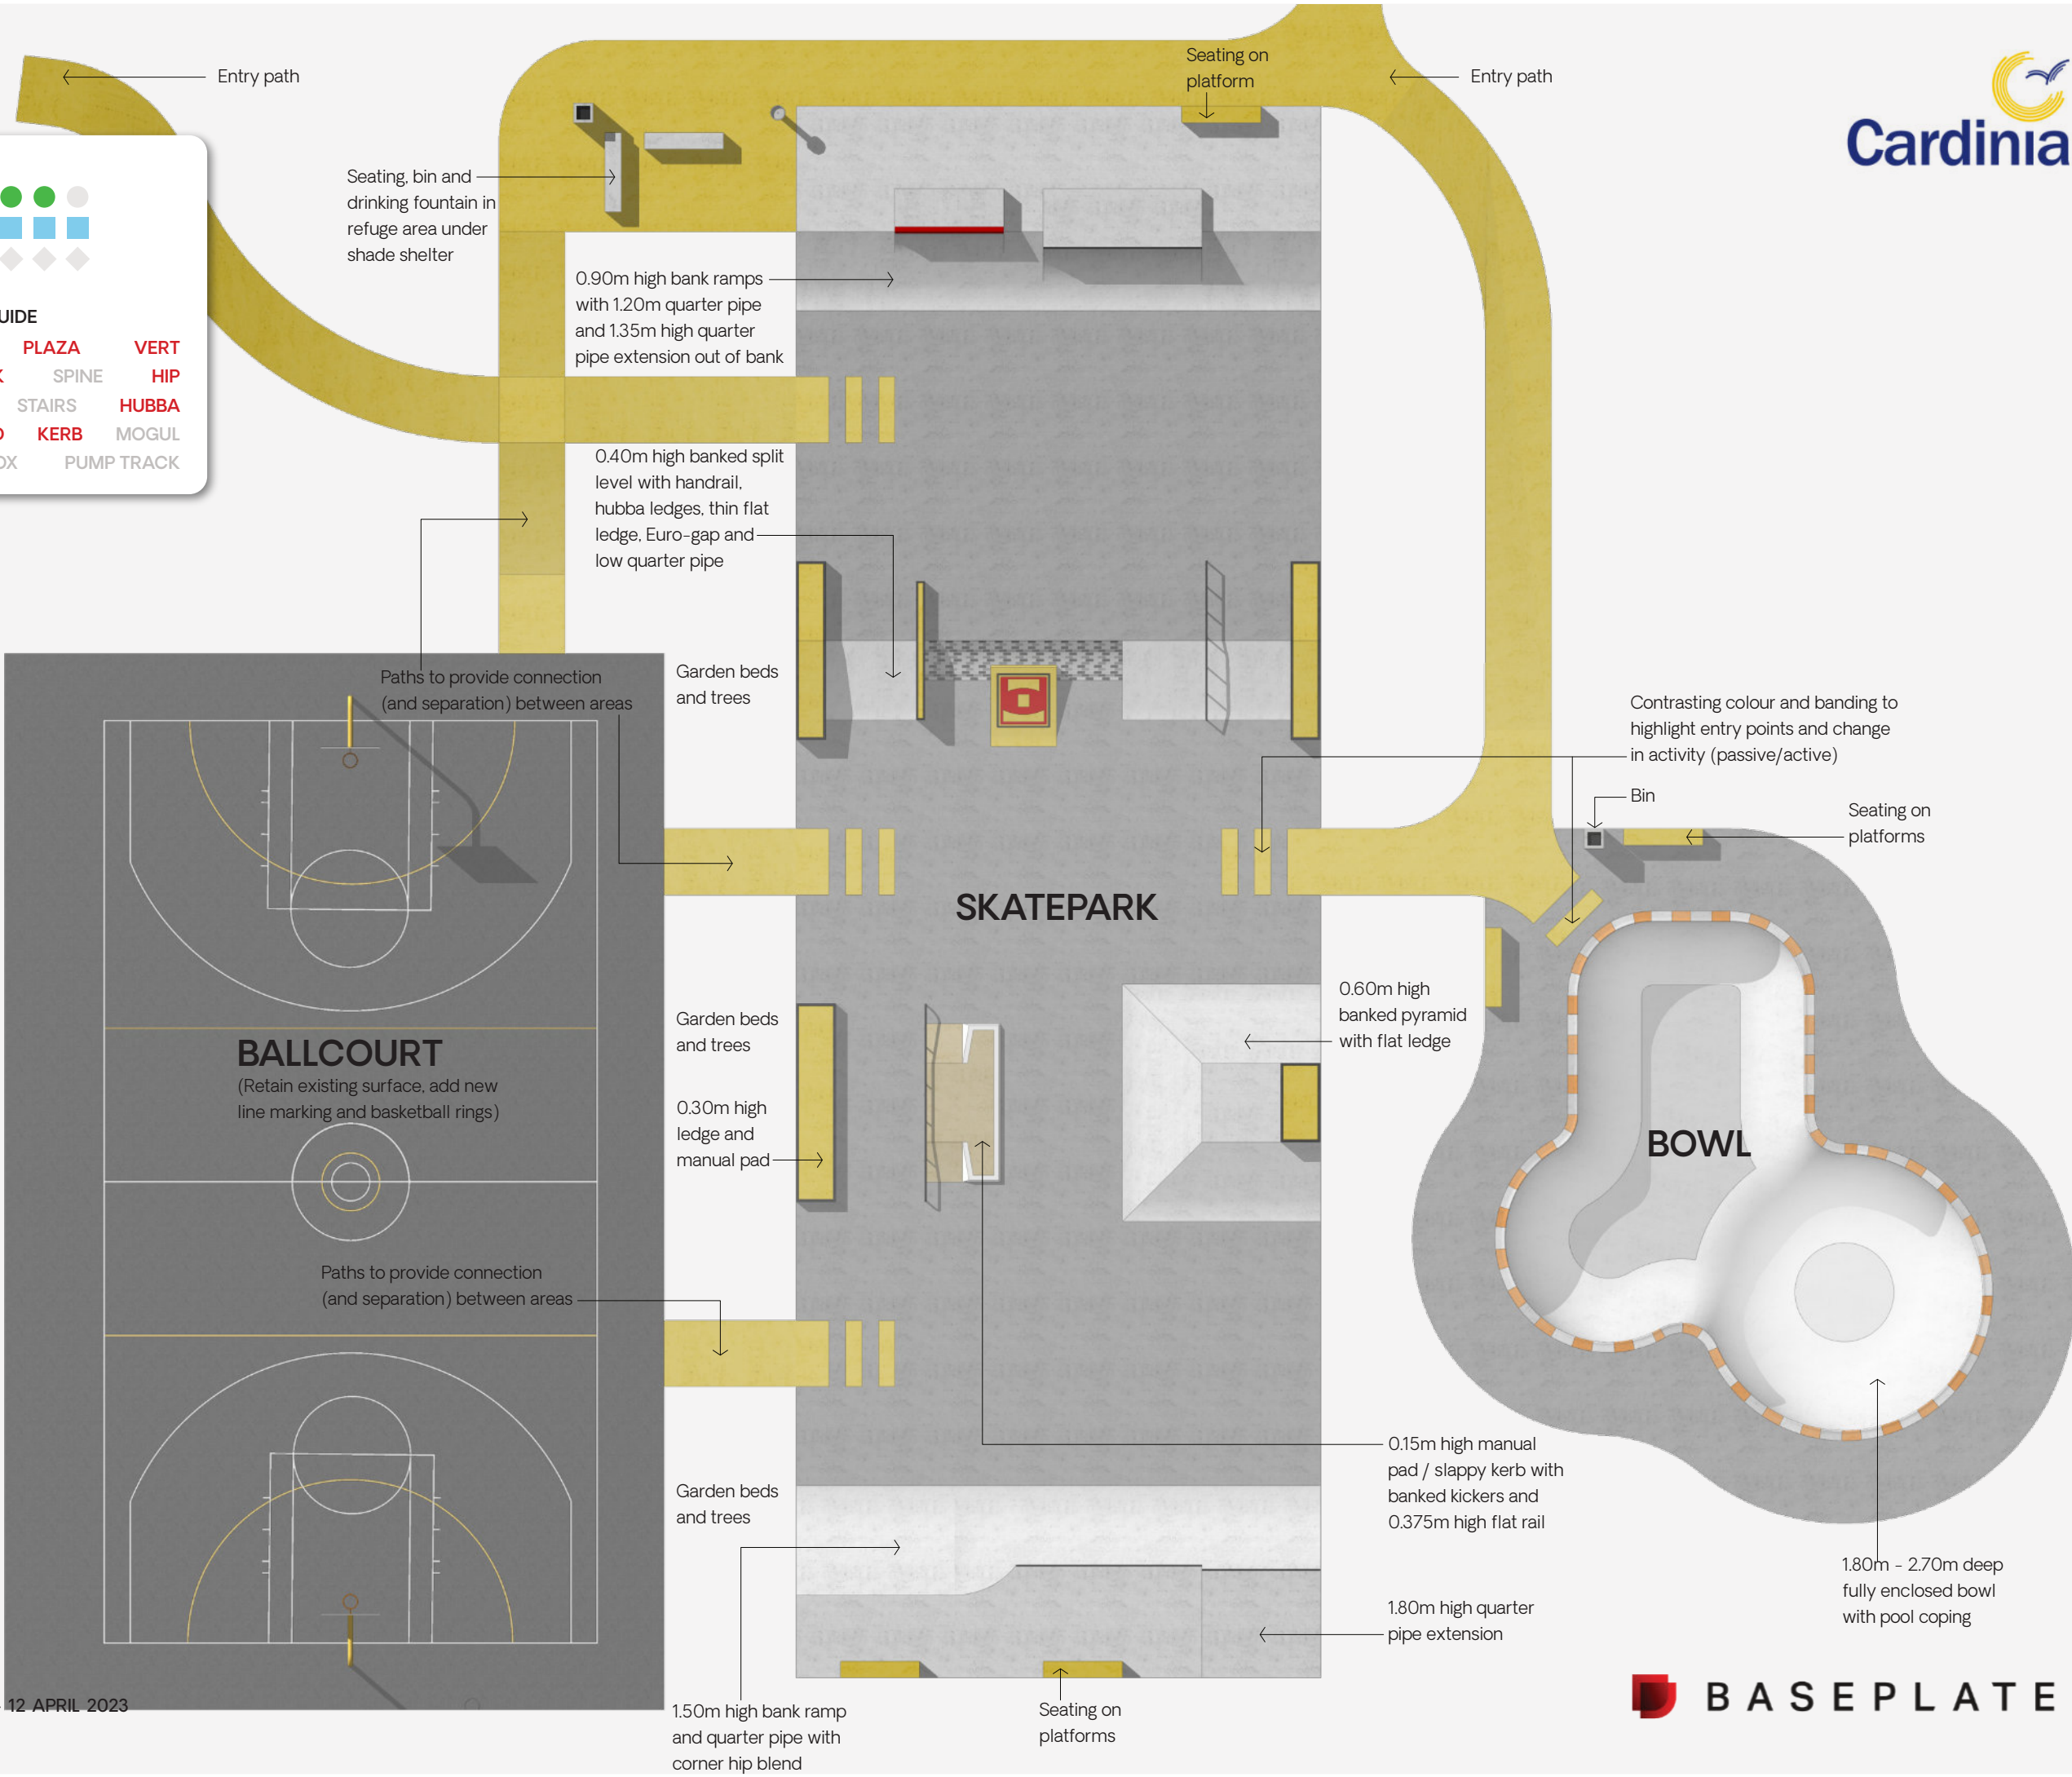 Entry path
Seating on
platform
Entry path
Cardinia
Seating, bin and
drinking fountain in
refuge area under
shade shelter
0.90m high bank ramps
with 1.20m quarter pipe
and 1.35m high quarter
pipe extension out of bank
PLAZA VERT
SPINE HIP
STAIRS HUBBA
KERB MOGUL
PUMP TRACK
0.40m high banked split
level with handrail,
hubba ledges, thin flat
ledge, Euro-gap and
low quarter pipe
Paths to provide connection
(and separation) between areas
Garden beds
and trees
Contrasting colour and banding to
highlight entry points and change
in activity (passive/active)
Bin
Seating on
platforms
SKATEPARK
Garden beds
and trees
0.60m high
banked pyramid
with flat ledge
BALLCOURT
(Retain existing surface, add new
line marking and basketball rings)
0.30m high
ledge and
manual pad
BOWL
Paths to provide connection
(and separation) between areas
Garden beds
and trees
0.15m high manual
pad / slappy kerb with
banked kickers and
0.375m high flat rail
1.80m - 2.70m deep
fully enclosed bowl
with pool coping
1.80m high quarter
pipe extension
12 APRIL 2023
1.50m high bank ramp
and quarter pipe with
corner hip blend
Seating on
platforms
BASEPLATE